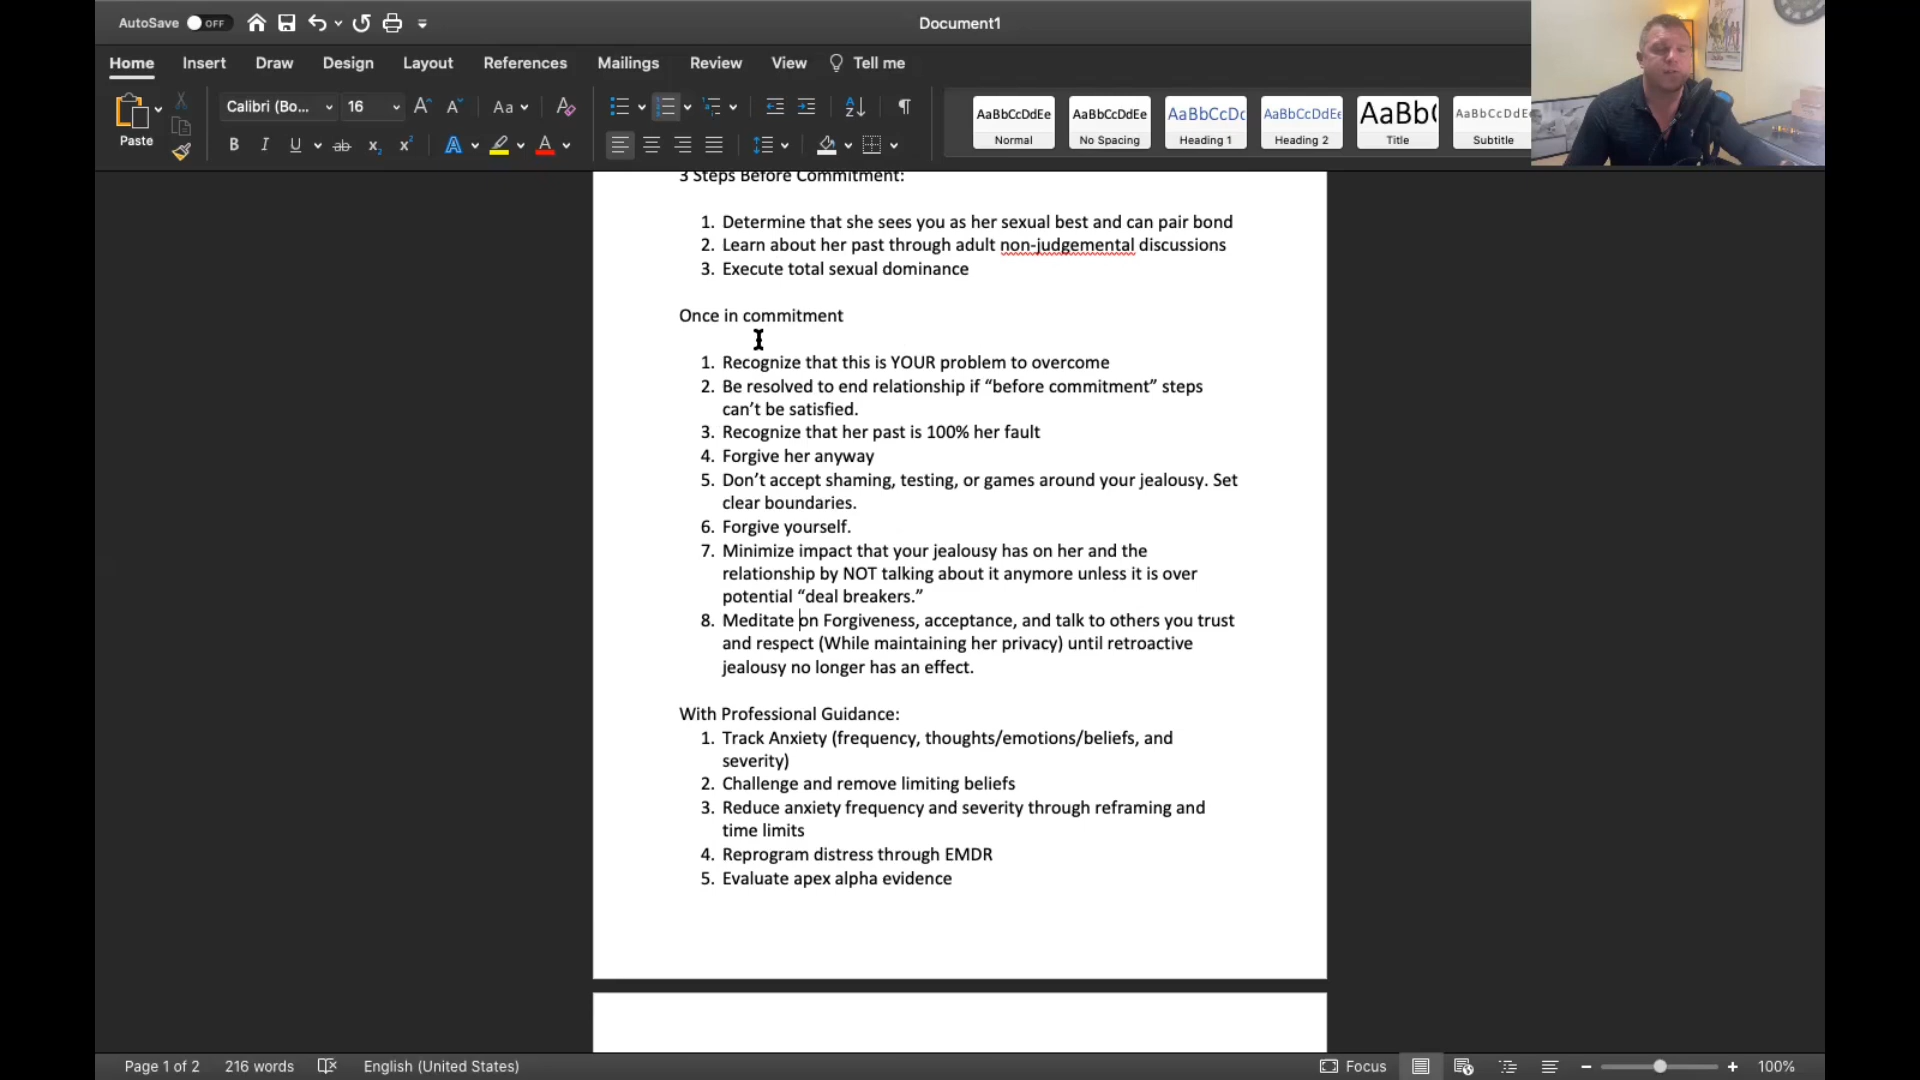 AutoSave OFF
Document1
Home Insert Draw Design Layout References Mailings Review View Tell me
Paste
Calibri (Bo... 16
AaBbCcDdEe AaBbCcDdEe AaBbCcDc AaBbCcDdEe AaBb( AaBbCcDdEe
Normal No Spacing Heading 1 Heading 2 Title Subtitle
3 Steps Before Commitment:
1. Determine that she sees you as her sexual best and can pair bond
2. Learn about her past through adult non-judgemental discussions
3. Execute total sexual dominance
Once in commitment
1. Recognize that this is YOUR problem to overcome
2. Be resolved to end relationship if “before commitment” steps
can’t be satisfied.
3. Recognize that her past is 100% her fault
4. Forgive her anyway
5. Don’t accept shaming, testing, or games around your jealousy. Set
clear boundaries.
6. Forgive yourself.
7. Minimize impact that your jealousy has on her and the
relationship by NOT talking about it anymore unless it is over
potential “deal breakers.”
8. Meditate on Forgiveness, acceptance, and talk to others you trust
and respect (While maintaining her privacy) until retroactive
jealousy no longer has an effect.
With Professional Guidance:
1. Track Anxiety (frequency, thoughts/emotions/beliefs, and
severity)
2. Challenge and remove limiting beliefs
3. Reduce anxiety frequency and severity through reframing and
time limits
4. Reprogram distress through EMDR
5. Evaluate apex alpha evidence
Page 1 of 2 216 words English (United States) Focus 100%